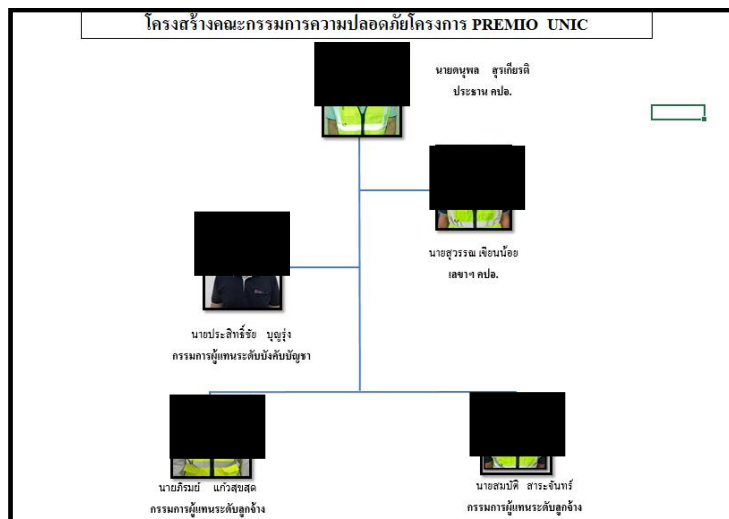 โครงสร้างคณะกรรมการความปลอดภัยโครงการ PREMIO UNIC
นายดนุพล สุรเกียรติ
ประธาน คปอ.
นายสุวรรณ เขียนน้อย
เลขาฯ คปอ.
นายประสิทธิ์ชัย บุญรุ่ง
กรรมการผู้แทนระดับบังคับบัญชา
นายภิรมย์ แก้วสุขสุด
กรรมการผู้แทนระดับลูกจ้าง
นายสมบัติ สาระจันทร์
กรรมการผู้แทนระดับลูกจ้าง